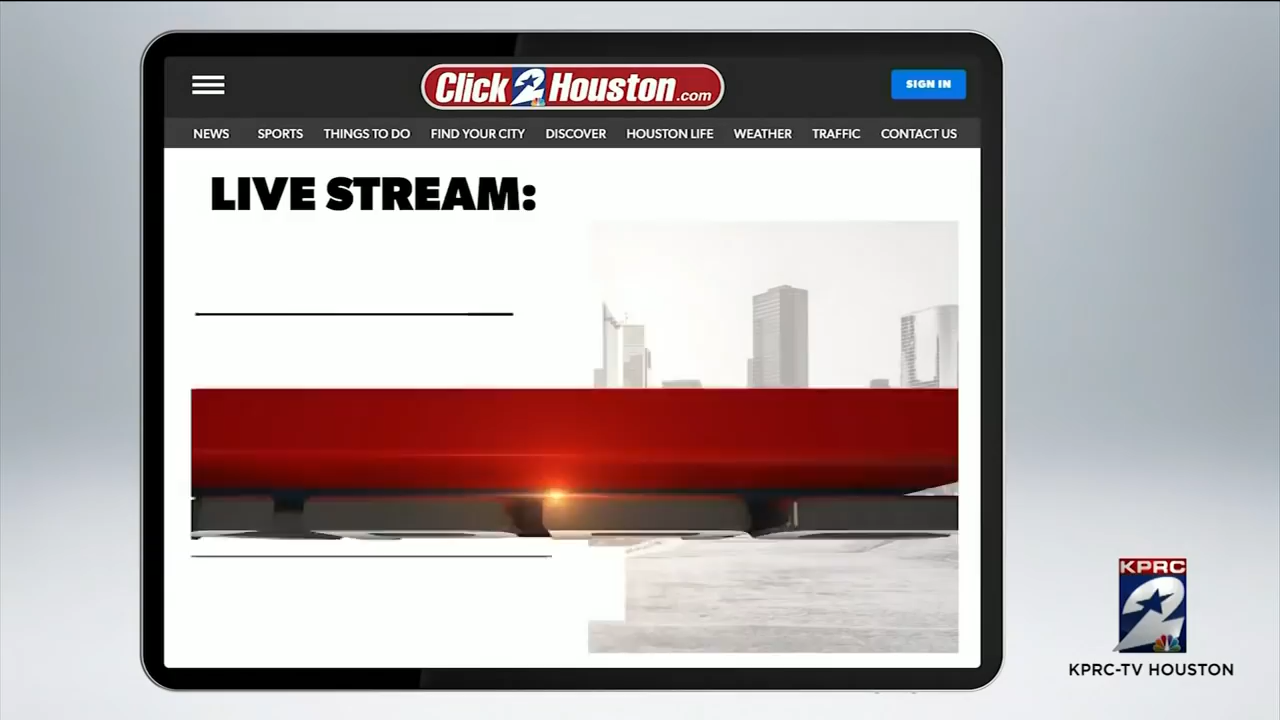 Click2Houston.com
SIGN IN
NEWS SPORTS THINGS TO DO FIND YOUR CITY DISCOVER HOUSTON LIFE WEATHER TRAFFIC CONTACT US
LIVE STREAM:
KPRC
2
KPRC-TV HOUSTON